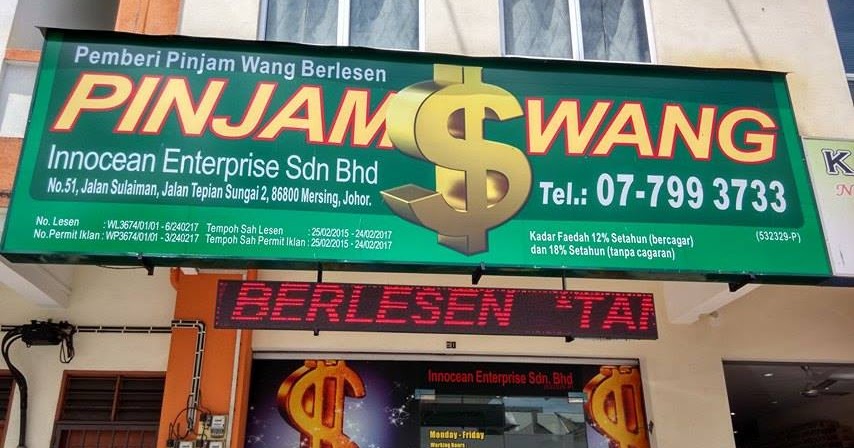 Pemberi Pinjam Wang Berlesen
PINJAM $ WANG
Innocean Enterprise Sdn Bhd
No.51, Jalan Sulaiman, Jalan Tepian Sungai 2, 86800 Mersing, Johor.
Tel.: 07-799 3733
No. Lesen : WL3674/01/01 - 6/240217 Tempoh Sah Lesen : 25/02/2015 - 24/02/2017
No.Permit Iklan : WP3674/01/01 - 3/240217 Tempoh Sah Permit Iklan : 25/02/2015 - 24/02/2017
Kadar Faedah 12% Setahun (bercagar)
dan 18% Setahun (tanpa cagaran)
(532329-P)
K
N
BERLESEN *TAN
51
Innocean Enterprise Sdn. Bhd
Monday - Friday
Working Hours